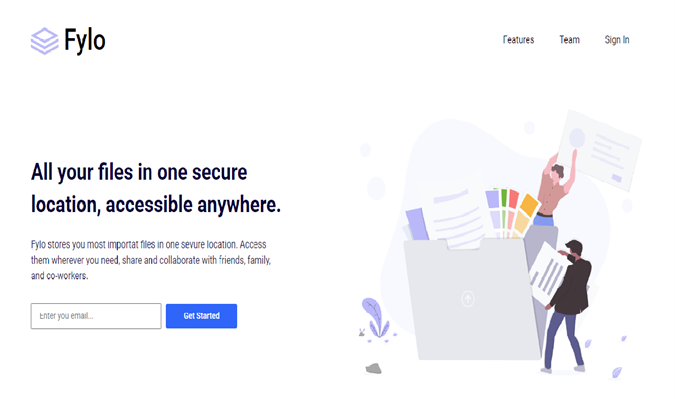 Fylo
Features Team Sign In
All your files in one secure
location, accessible anywhere.
Fylo stores you most importat files in one sevure location. Access
them wherever you need, share and collaborate with friends, family,
and co-workers.
Enter you email...
Get Started